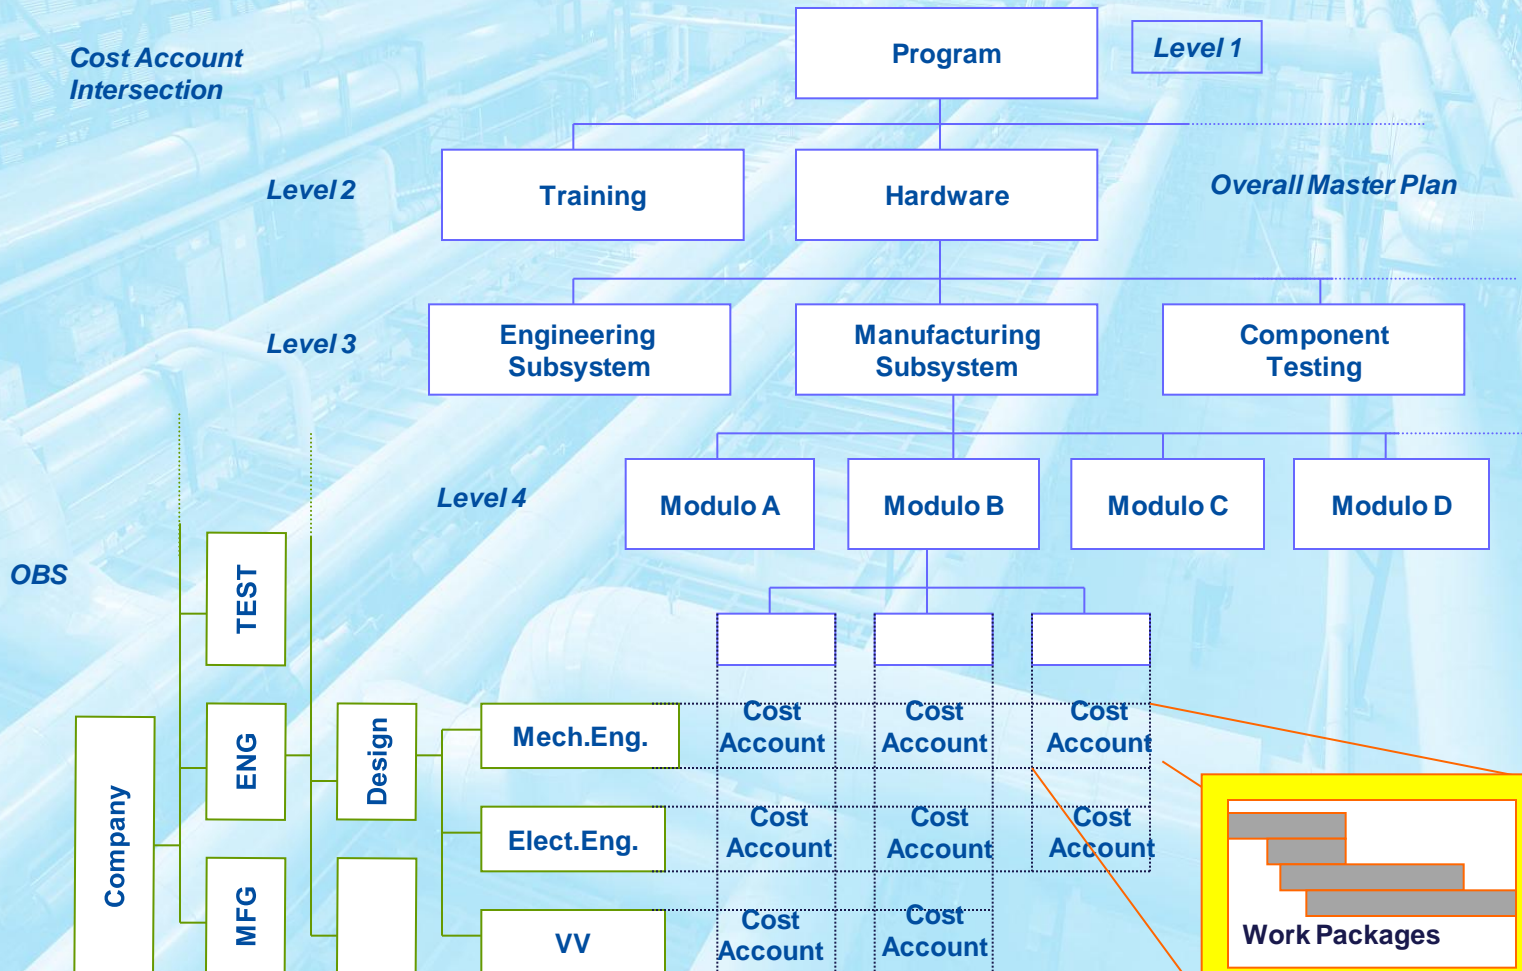 Cost Account
Intersection
Program
Level 1
Level 2
Training
Hardware
Overall Master Plan
Level 3
Engineering
Subsystem
Manufacturing
Subsystem
Component
Testing
Level 4
Modulo A
Modulo B
Modulo C
Modulo D
OBS
TEST
ENG
MFG
Company
Design
Mech.Eng.
Cost
Account
Cost
Account
Cost
Account
Elect.Eng.
Cost
Account
Cost
Account
Cost
Account
VV
Cost
Account
Cost
Account
Work Packages